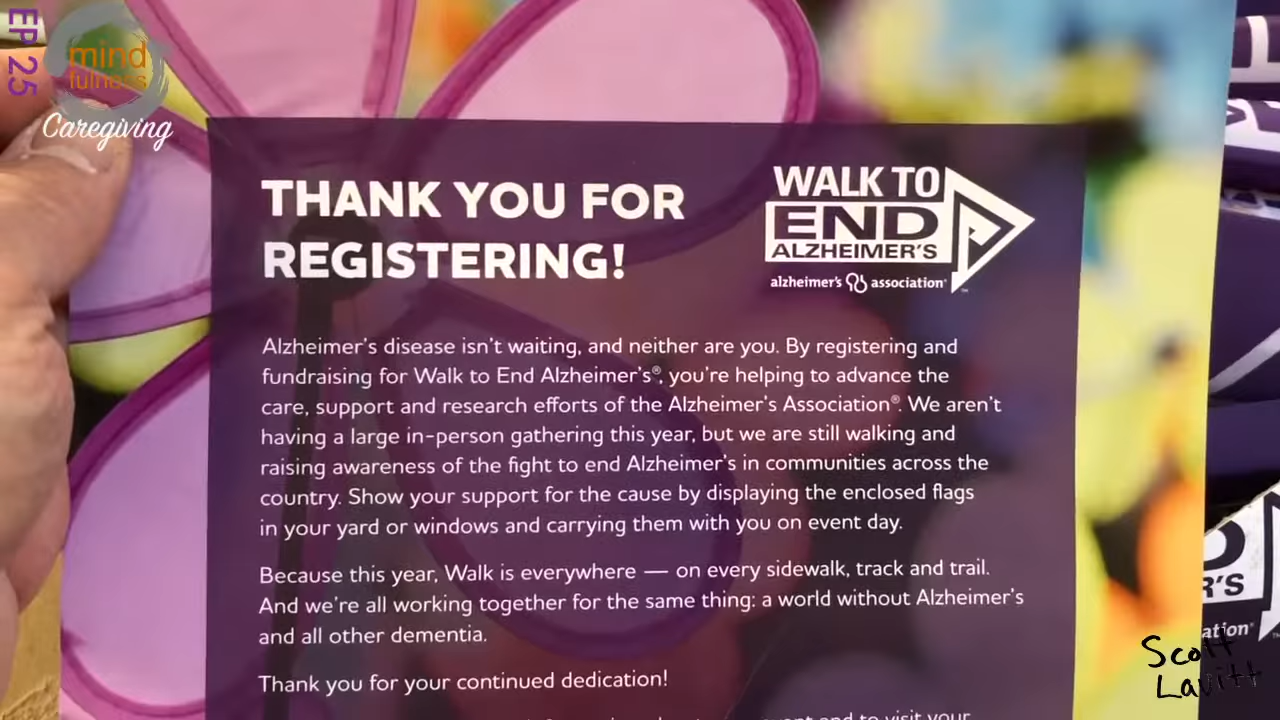 EP 25
mind
fulness
Caregiving
THANK YOU FOR
REGISTERING!
WALK TO
END
ALZHEIMER'S
alzheimer's association®
Alzheimer's disease isn't waiting, and neither are you. By registering and
fundraising for Walk to End Alzheimer's®, you're helping to advance the
care, support and research efforts of the Alzheimer's Association®. We aren't
having a large in-person gathering this year, but we are still walking and
raising awareness of the fight to end Alzheimer's in communities across the
country. Show your support for the cause by displaying the enclosed flags
in your yard or windows and carrying them with you on event day.
Because this year, Walk is everywhere — on every sidewalk, track and trail.
And we're all working together for the same thing: a world without Alzheimer's
and all other dementia.
Thank you for your continued dedication!
and to visit your
R'S
ation®
Scott
Lavitt